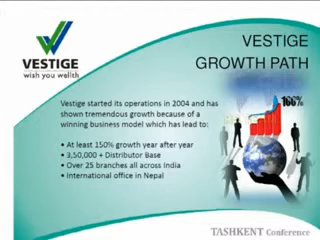 VESTIGE
wish you wellth
VESTIGE
GROWTH PATH
Vestige started its operations in 2004 and has
shown tremendous growth because of a
winning business model which has lead to:
• At least 150% growth year after year
• 3,50,000 + Distributor Base
• Over 25 branches all across India
• International office in Nepal
100%
TASHKENT Conference